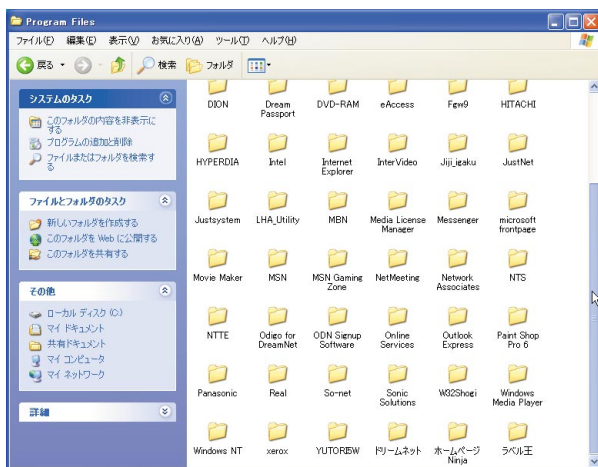 Program Files
ファイル(F) 編集(E) 表示(V) お気に入り(A) ツール(T) ヘルプ(H)
戻る 検索 フォルダ
システムのタスク
このフォルダの内容を非表示に
する
プログラムの追加と削除
ファイルまたはフォルダを検索す
る
ファイルとフォルダのタスク
新しいフォルダを作成する
このフォルダを Web に公開する
このフォルダを共有する
その他
ローカル ディスク (C:)
マイ ドキュメント
共有ドキュメント
マイ コンピュータ
マイ ネットワーク
詳細
DION Dream Passport DVD-RAM eAccess Fgw9 HITACHI
HYPERDIA Intel Internet Explorer InterVideo Jiji_igaku JustNet
Justsystem LHA_Utility MBN Media License Manager Messenger microsoft frontpage
Movie Maker MSN MSN Gaming Zone NetMeeting Network Associates NTS
NTTE Odigo for DreamNet ODN Signup Software Online Services Outlook Express Paint Shop Pro 6
Panasonic Real So-net Sonic Solutions W32Shogi Windows Media Player
Windows NT xerox YUTORI5W ドリームネット ホームページ Ninja ラベル王